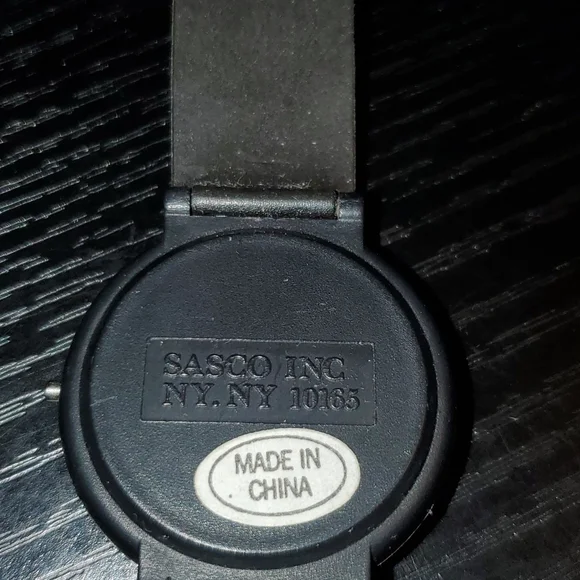 SASCO INC
NY. NY 10165
MADE IN
CHINA